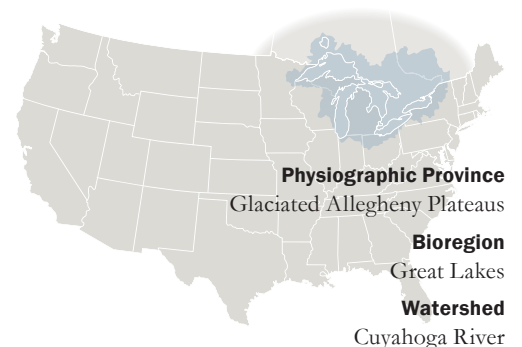 Physiographic Province
Glaciated Allegheny Plateaus
Bioregion
Great Lakes
Watershed
Cuyahoga River